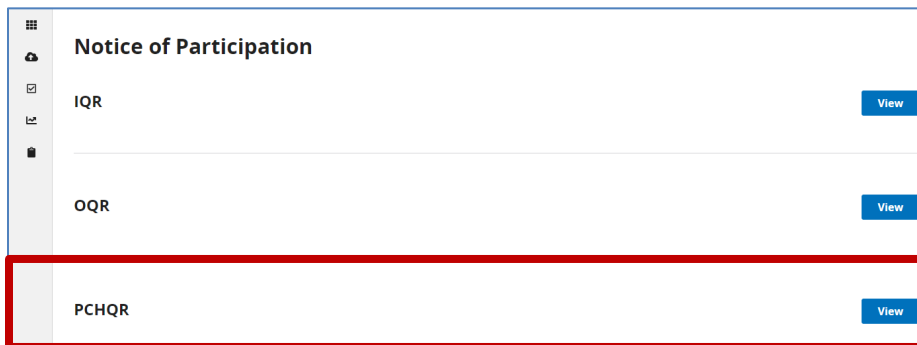 Notice of Participation
IQR
View
OQR
View
PCHQR
View